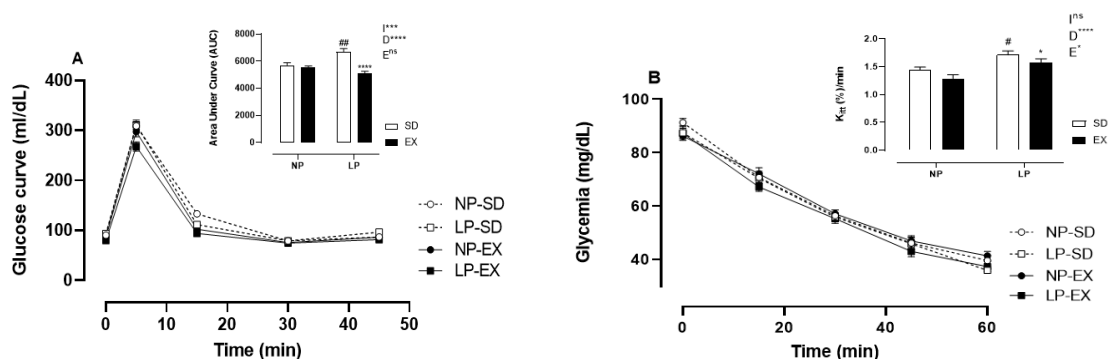 A
Glucose curve (ml/dL)
400
300
200
100
0
0 10 20 30 40 50
Time (min)
NP-SD
LP-SD
NP-EX
LP-EX
Area Under Curve (AUC)
8000
6000
4000
2000
0
##
****
NP LP
I***
D****
Ens
SD
EX
B
Glycemia (mg/dL)
100
80
60
40
0 20 40 60
Time (min)
NP-SD
LP-SD
NP-EX
LP-EX
Kitt (%)/min
2.0
1.5
1.0
0.5
0.0
#
*
NP LP
Ins
D****
E*
SD
EX